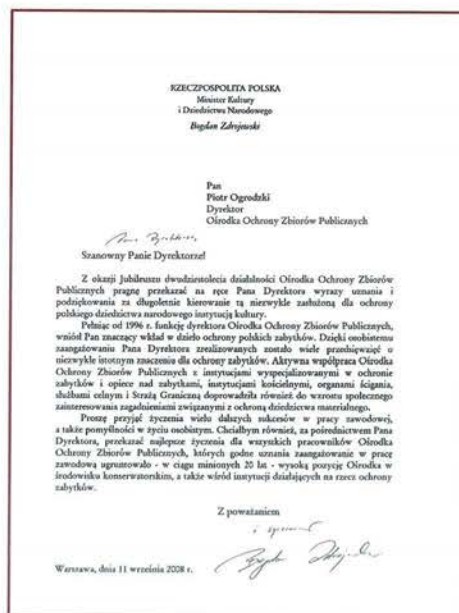 RZECZPOSPOLITA POLSKA
Minister Kultury
i Dziedzictwa Narodowego
Bogdan Zdrojewski
Pan
Piotr Ogrodzki
Dyrektor
Ośrodka Ochrony Zbiorów Publicznych
Szanowny Panie Dyrektorze!
Z okazji Jubileuszu dwudziestolecia działalności Ośrodka Ochrony Zbiorów
Publicznych pragnę przekazać na ręce Pana Dyrektora wyrazy uznania i
podziękowania za długoletnie kierowanie tą niezwykle zasłużoną dla ochrony
polskiego dziedzictwa narodowego instytucją kultury.
Pełniąc od 1996 r. funkcję dyrektora Ośrodka Ochrony Zbiorów Publicznych,
wniósł Pan znaczący wkład w dzieło ochrony polskich zabytków. Dzięki osobistemu
zaangażowaniu Pana Dyrektora zrealizowanych zostało wiele przedsięwzięć o
niezwykle istotnym znaczeniu dla ochrony zabytków. Aktywna współpraca Ośrodka
Ochrony Zbiorów Publicznych z instytucjami wyspecjalizowanymi w ochronie
zabytków i opiece nad zabytkami, instytucjami kościelnymi, organami ścigania,
służbami celnym i Strażą Graniczną doprowadziła również do wzrostu społecznego
zainteresowania zagadnieniami związanymi z ochroną dziedzictwa materialnego.
Proszę przyjąć życzenia wielu dalszych sukcesów w pracy zawodowej,
a także pomyślności w życiu osobistym. Chciałbym również, za pośrednictwem Pana
Dyrektora, przekazać najlepsze życzenia dla wszystkich pracowników Ośrodka
Ochrony Zbiorów Publicznych, których godne uznania zaangażowanie w pracę
zawodową ugruntowało - w ciągu minionych 20 lat - wysoką pozycję Ośrodka w
środowisku konserwatorskim, a także wśród instytucji działających na rzecz ochrony
zabytków.
Z poważaniem
Warszawa, dnia 11 września 2008 r.